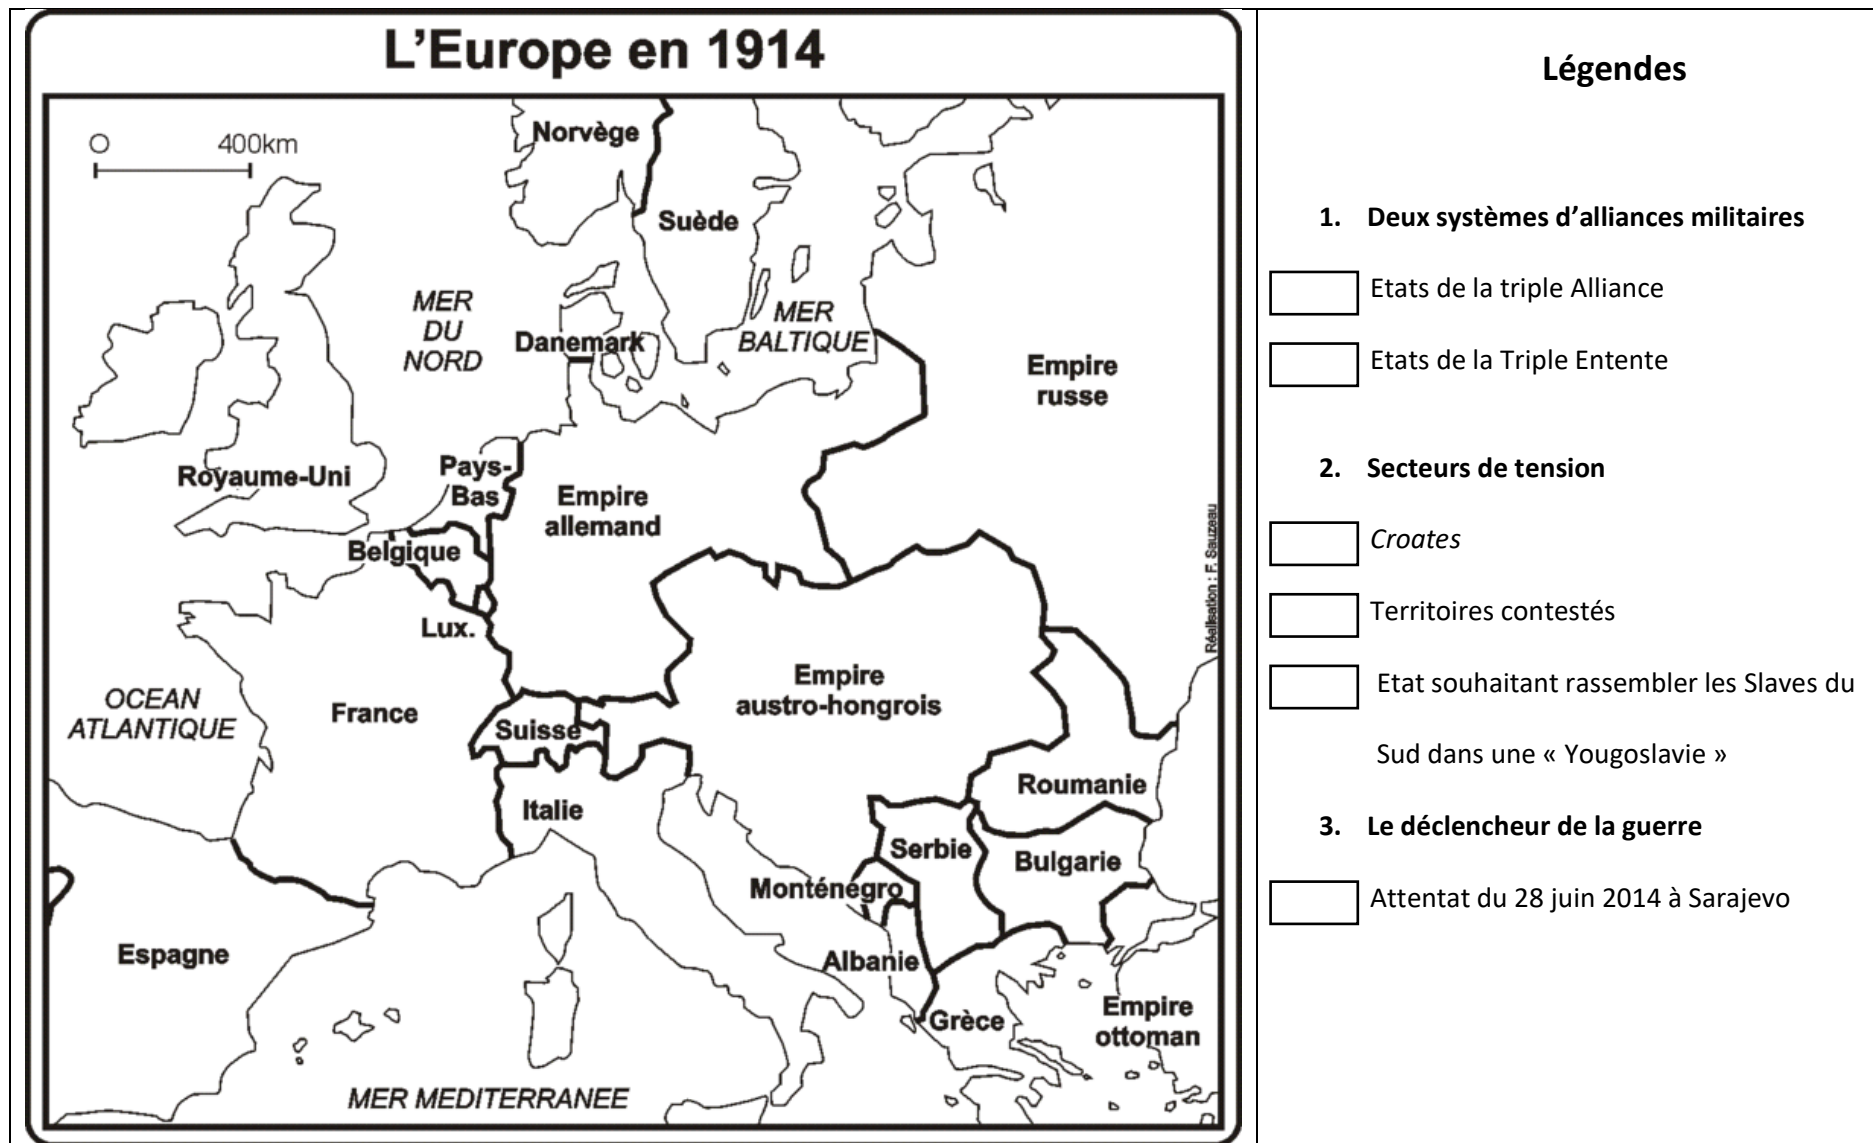 L’Europe en 1914
O 400km
Norvège
Suède
MER
DU
NORD
MER
BALTIQUE
Danemark
Empire
russe
Royaume-Uni
Pays-
Bas
Empire
allemand
Belgique
Lux.
OCEAN
ATLANTIQUE
France
Suisse
Empire
austro-hongrois
Italie
Roumanie
Serbie
Bulgarie
Monténégro
Espagne
Albanie
Grèce
Empire
ottoman
MER MEDITERRANEE
Réalisation : F. Sauzeau
Légendes
1. Deux systèmes d’alliances militaires
Etats de la triple Alliance
Etats de la Triple Entente
2. Secteurs de tension
Croates
Territoires contestés
Etat souhaitant rassembler les Slaves du
Sud dans une « Yougoslavie »
3. Le déclencheur de la guerre
Attentat du 28 juin 2014 à Sarajevo